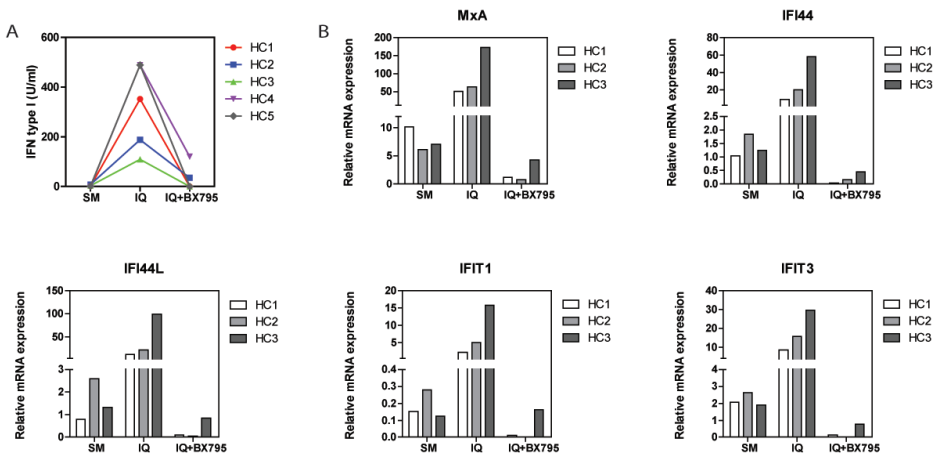 A
IFN type I (U/ml)
600
400
200
0
SM IQ IQ+BX795
HC1
HC2
HC3
HC4
HC5
B
MxA
Relative mRNA expression
200
150
100
50
10
5
0
SM IQ IQ+BX795
HC1
HC2
HC3
IFI44
Relative mRNA expression
80
60
40
20
2.5
2.0
1.5
1.0
0.5
0.0
SM IQ IQ+BX795
HC1
HC2
HC3
IFI44L
Relative mRNA expression
150
100
50
3
2
1
0
SM IQ IQ+BX795
HC1
HC2
HC3
IFIT1
Relative mRNA expression
20
15
10
5
0.4
0.3
0.2
0.1
0.0
SM IQ IQ+BX795
HC1
HC2
HC3
IFIT3
Relative mRNA expression
40
30
20
10
4
3
2
1
0
SM IQ IQ+BX795
HC1
HC2
HC3